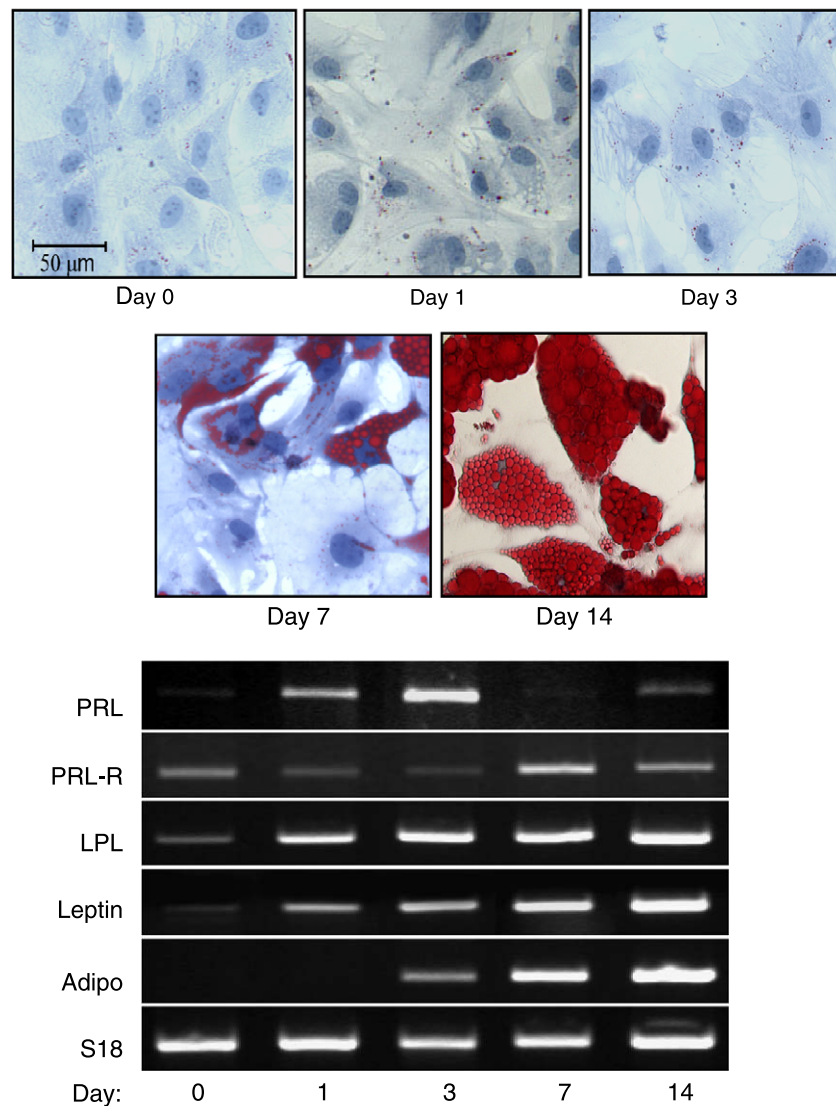 50 µm
Day 0
Day 1
Day 3
Day 7
Day 14
PRL
PRL-R
LPL
Leptin
Adipo
S18
Day: 0 1 3 7 14